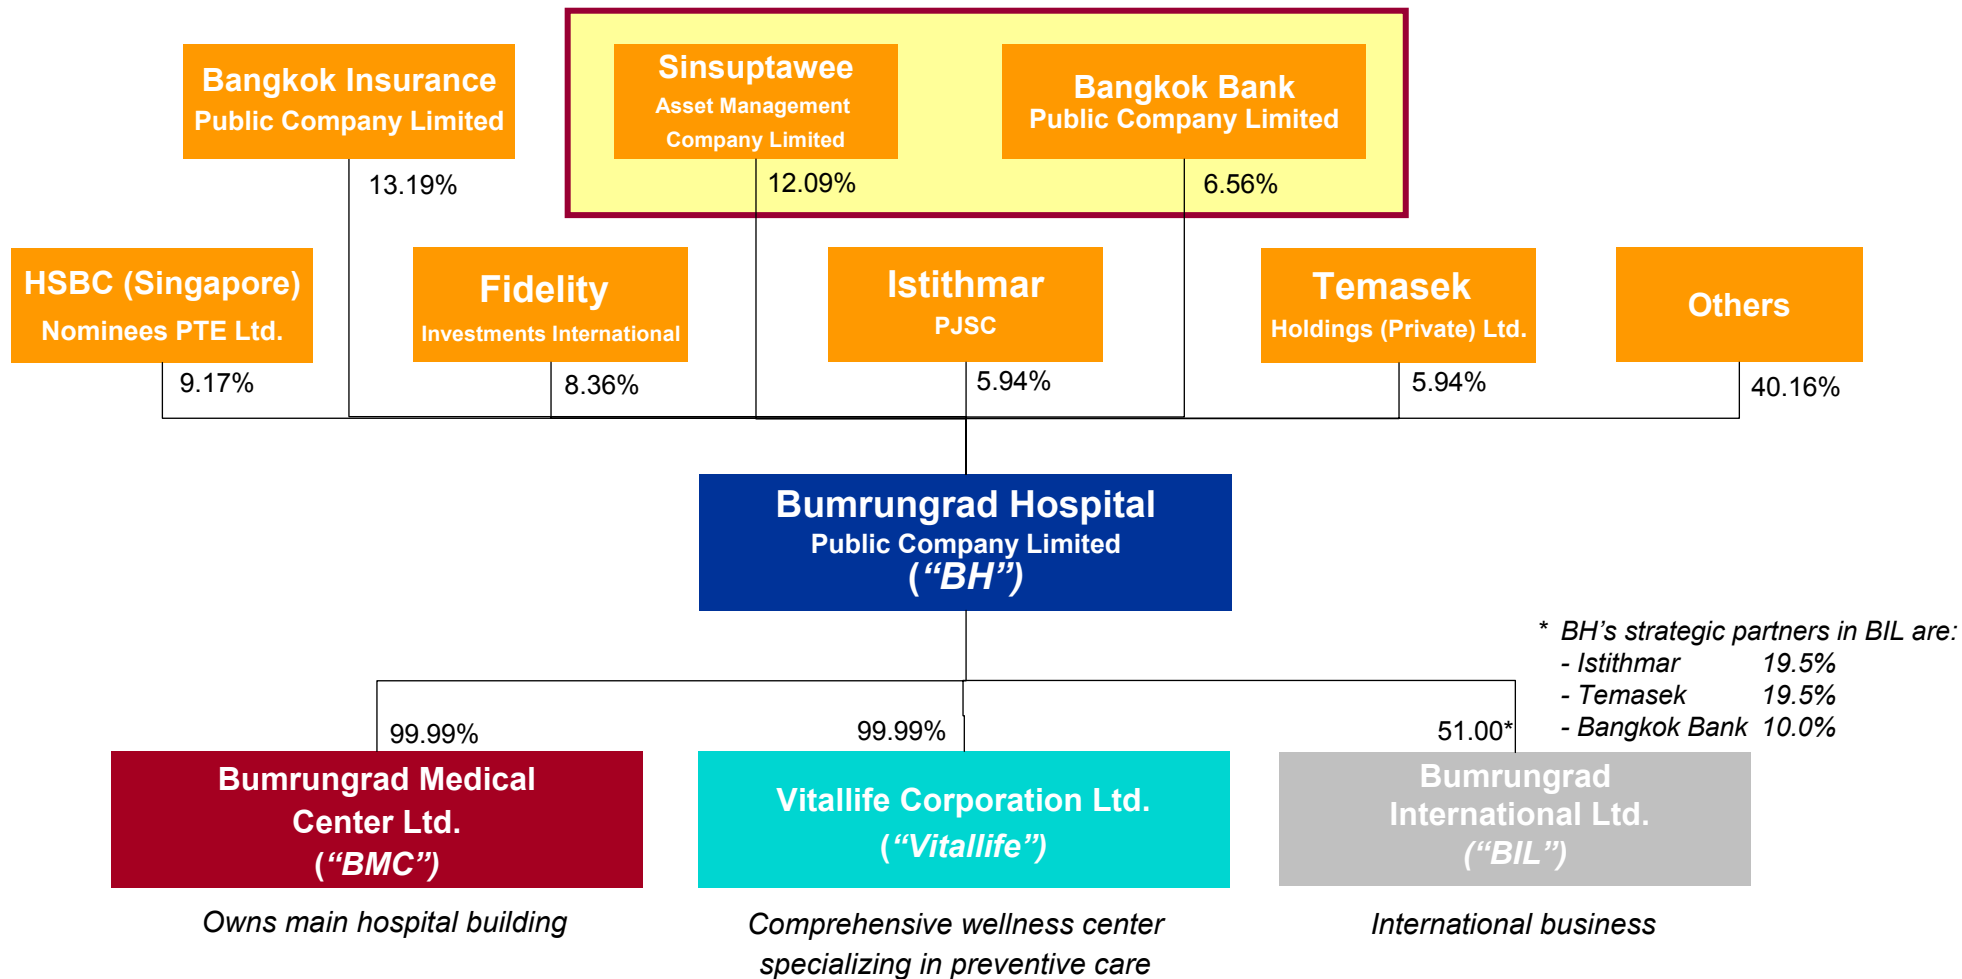 Bangkok Insurance
Public Company Limited
13.19%
Sinsuptawee
Asset Management
Company Limited
12.09%
Bangkok Bank
Public Company Limited
6.56%
HSBC (Singapore)
Nominees PTE Ltd.
9.17%
Fidelity
Investments International
8.36%
Istithmar
PJSC
5.94%
Temasek
Holdings (Private) Ltd.
5.94%
Others
40.16%
Bumrungrad Hospital
Public Company Limited
(“BH”)
* BH’s strategic partners in BIL are:
- Istithmar 19.5%
- Temasek 19.5%
- Bangkok Bank 10.0%
99.99%
Bumrungrad Medical
Center Ltd.
(“BMC”)
Owns main hospital building
99.99%
Vitallife Corporation Ltd.
(“Vitallife”)
Comprehensive wellness center
specializing in preventive care
51.00*
Bumrungrad
International Ltd.
(“BIL”)
International business